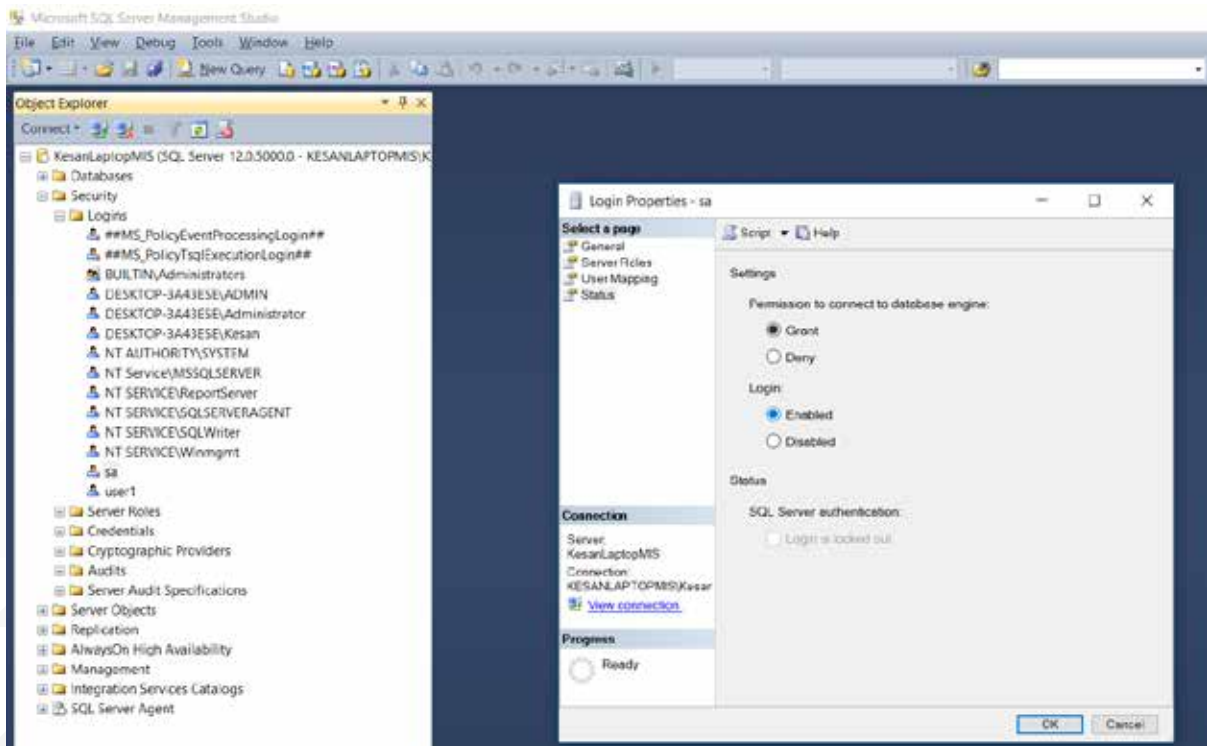 Microsoft SQL Server Management Studio
File Edit View Debug Tools Window Help
New Query
Object Explorer
Connect
KesanLaptopMIS (SQL Server 12.0.5000.0 - KESANLAPTOPMIS\K
Databases
Security
Logins
##MS_PolicyEventProcessingLogin##
##MS_PolicyTsqlExecutionLogin##
BUILTIN\Administrators
DESKTOP-3A43ESE\ADMIN
DESKTOP-3A43ESE\Administrator
DESKTOP-3A43ESE\Kesan
NT AUTHORITY\SYSTEM
NT Service\MSSQLSERVER
NT SERVICE\ReportServer
NT SERVICE\SQLSERVERAGENT
NT SERVICE\SQLWriter
NT SERVICE\Winmgmt
sa
user1
Server Roles
Credentials
Cryptographic Providers
Audits
Server Audit Specifications
Server Objects
Replication
AlwaysOn High Availability
Management
Integration Services Catalogs
SQL Server Agent
Login Properties - sa
Select a page
General
Server Roles
User Mapping
Status
Connection
Server:
KesanLaptopMIS
Connection:
KESANLAPTOPMIS\Kesan
View connection
Progress
Ready
Script Help
Settings
Permission to connect to database engine:
Grant
Deny
Login:
Enabled
Disabled
Status
SQL Server authentication:
Login is locked out
OK Cancel